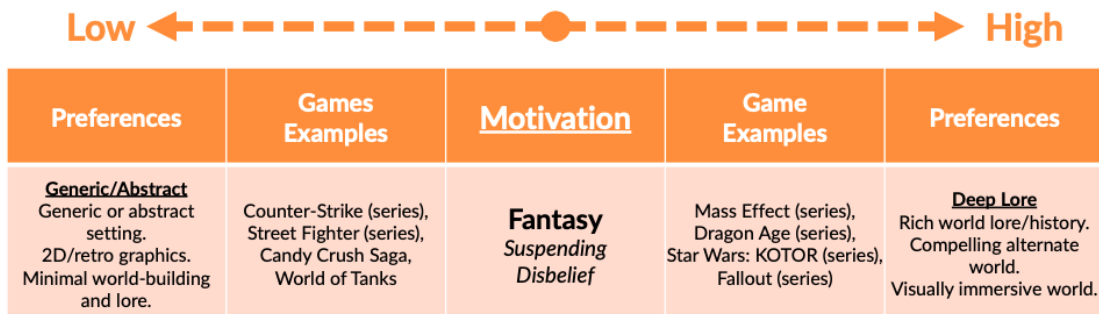 Low
High
Preferences
Games
Examples
Motivation
Game
Examples
Preferences
Generic/Abstract
Generic or abstract
setting.
2D/retro graphics.
Minimal world-building
and lore.
Counter-Strike (series),
Street Fighter (series),
Candy Crush Saga,
World of Tanks
Fantasy
Suspending
Disbelief
Mass Effect (series),
Dragon Age (series),
Star Wars: KOTOR (series),
Fallout (series)
Deep Lore
Rich world lore/history.
Compelling alternate
world.
Visually immersive world.